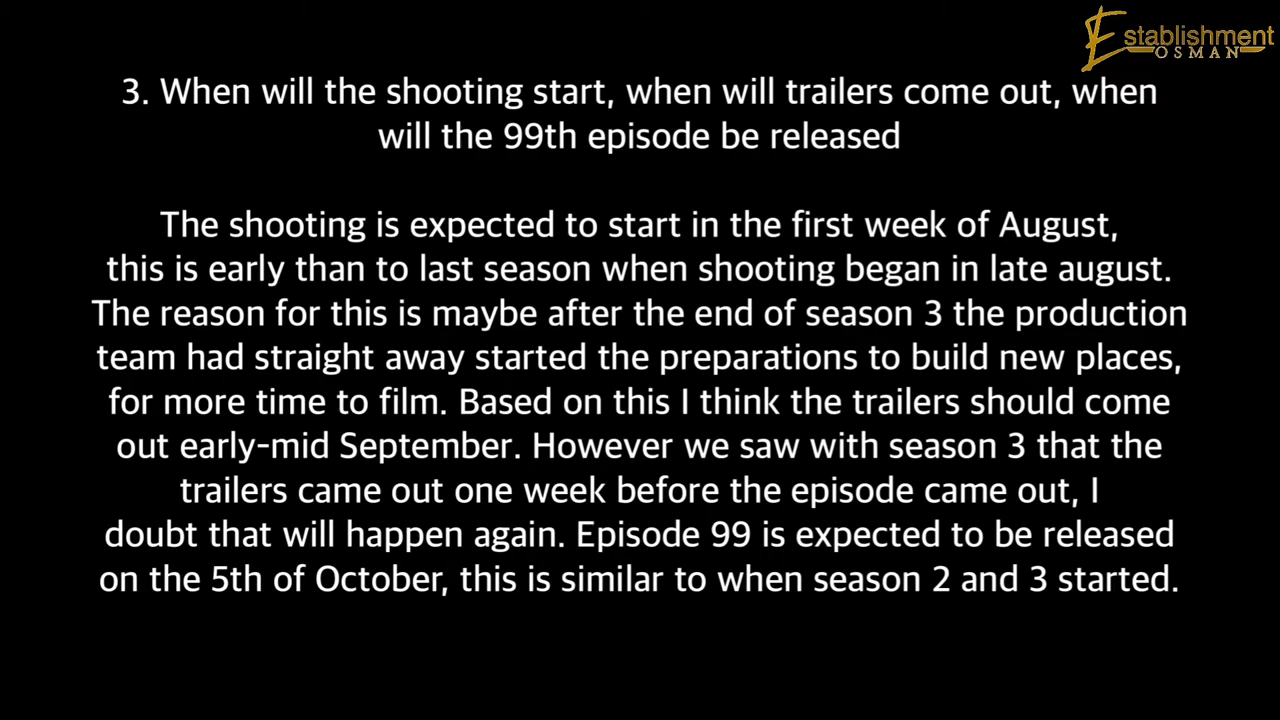 Establishment
OSMAN
3. When will the shooting start, when will trailers come out, when
will the 99th episode be released
The shooting is expected to start in the first week of August,
this is early than to last season when shooting began in late august.
The reason for this is maybe after the end of season 3 the production
team had straight away started the preparations to build new places,
for more time to film. Based on this I think the trailers should come
out early-mid September. However we saw with season 3 that the
trailers came out one week before the episode came out, I
doubt that will happen again. Episode 99 is expected to be released
on the 5th of October, this is similar to when season 2 and 3 started.